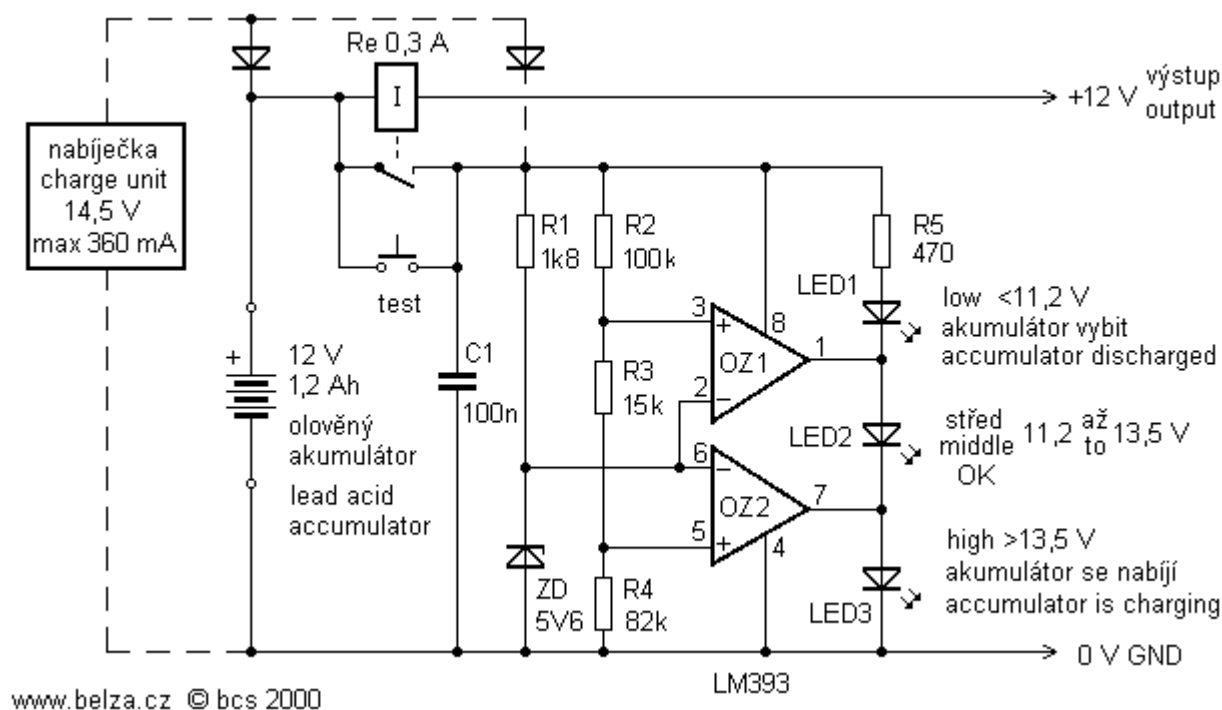 Re 0,3 A
výstup
output
+12 V
nabíječka
charge unit
14,5 V
max 360 mA
I
test
R1
1k8
R2
100k
R5
470
LED1
low <11,2 V
akumulátor vybit
accumulator discharged
3
+
8
OZ1
1
2
−
+
12 V
1,2 Ah
olověný
akumulátor
lead acid
accumulator
C1
100n
R3
15k
LED2
střed
middle 11,2 až to 13,5 V
OK
6
−
OZ2
7
5
+
4
ZD
5V6
R4
82k
LED3
high >13,5 V
akumulátor se nabíjí
accumulator is charging
0 V GND
LM393
www.belza.cz © bcs 2000